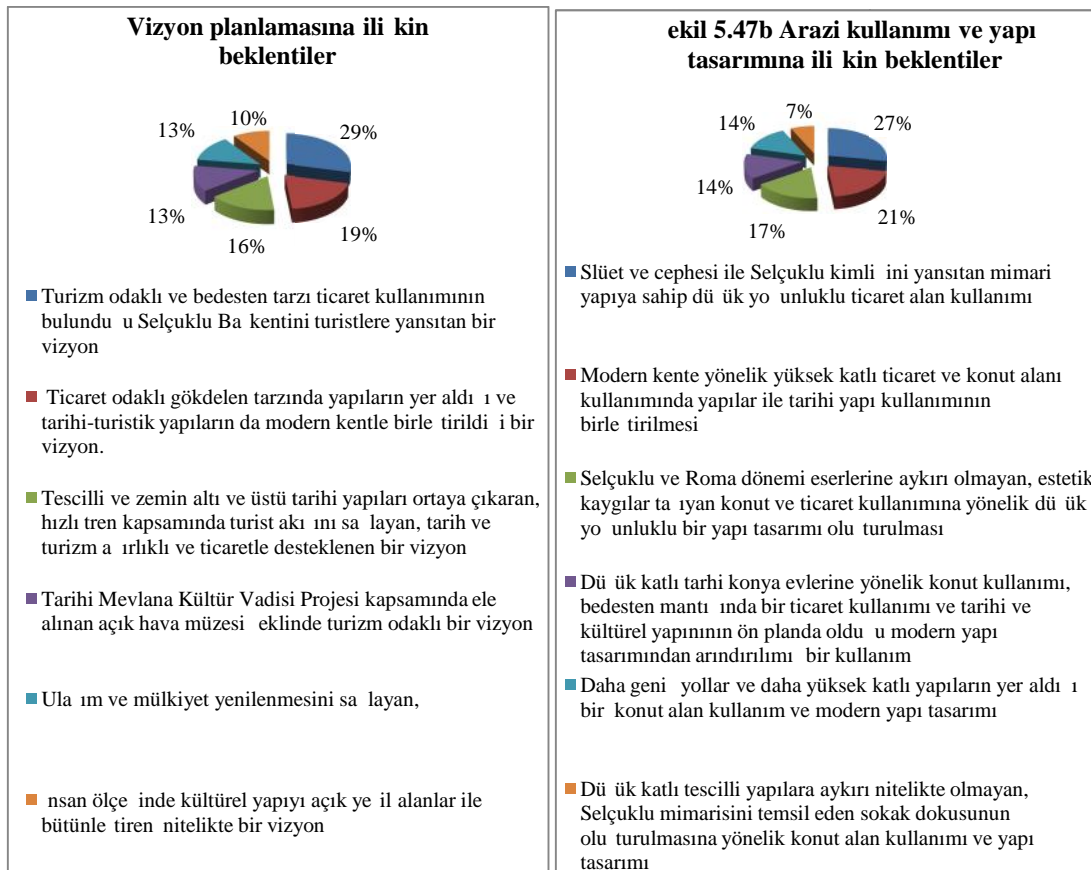 Vizyon planlamasına ili kin
beklentiler
10%
29%
13%
13%
16%
19%
Turizm odaklı ve bedesten tarzı ticaret kullanımının
bulundu u Selçuklu Ba kentini turistlere yansıtan bir
vizyon
Ticaret odaklı gökdelen tarzında yapıların yer aldı ı ve
tarihi-turistik yapıların da modern kentle birle tirildi i bir
vizyon.
Tescilli ve zemin altı ve üstü tarihi yapıları ortaya çıkaran,
hızlı tren kapsamında turist akı ını sa layan, tarih ve
turizm a ırlıklı ve ticaretle desteklenen bir vizyon
Tarihi Mevlana Kültür Vadisi Projesi kapsamında ele
alınan açık hava müzesi eklinde turizm odaklı bir vizyon
Ula ım ve mülkiyet yenilenmesini sa layan,
nsan ölçe inde kültürel yapıyı açık ye il alanlar ile
bütünle tiren nitelikte bir vizyon
ekil 5.47b Arazi kullanımı ve yapı
tasarımına ili kin beklentiler
7%
27%
14%
14%
17%
21%
Slüet ve cephesi ile Selçuklu kimli ini yansıtan mimari
yapıya sahip dü ük yo unluklu ticaret alan kullanımı
Modern kente yönelik yüksek katlı ticaret ve konut alanı
kullanımında yapılar ile tarihi yapı kullanımının
birle tirilmesi
Selçuklu ve Roma dönemi eserlerine aykırı olmayan, estetik
kaygılar ta ıyan konut ve ticaret kullanımına yönelik dü ük
yo unluklu bir yapı tasarımı olu turulması
Dü ük katlı tarhi konya evlerine yönelik konut kullanımı,
bedesten mantı ında bir ticaret kullanımı ve tarihi ve
kültürel yapınının ön planda oldu u modern yapı
tasarımından arındırılımı bir kullanım
Daha geni yollar ve daha yüksek katlı yapıların yer aldı ı
bir konut alan kullanım ve modern yapı tasarımı
Dü ük katlı tescilli yapılara aykırı nitelikte olmayan,
Selçuklu mimarisini temsil eden sokak dokusunun
olu turulmasına yönelik konut alan kullanımı ve yapı
tasarımı